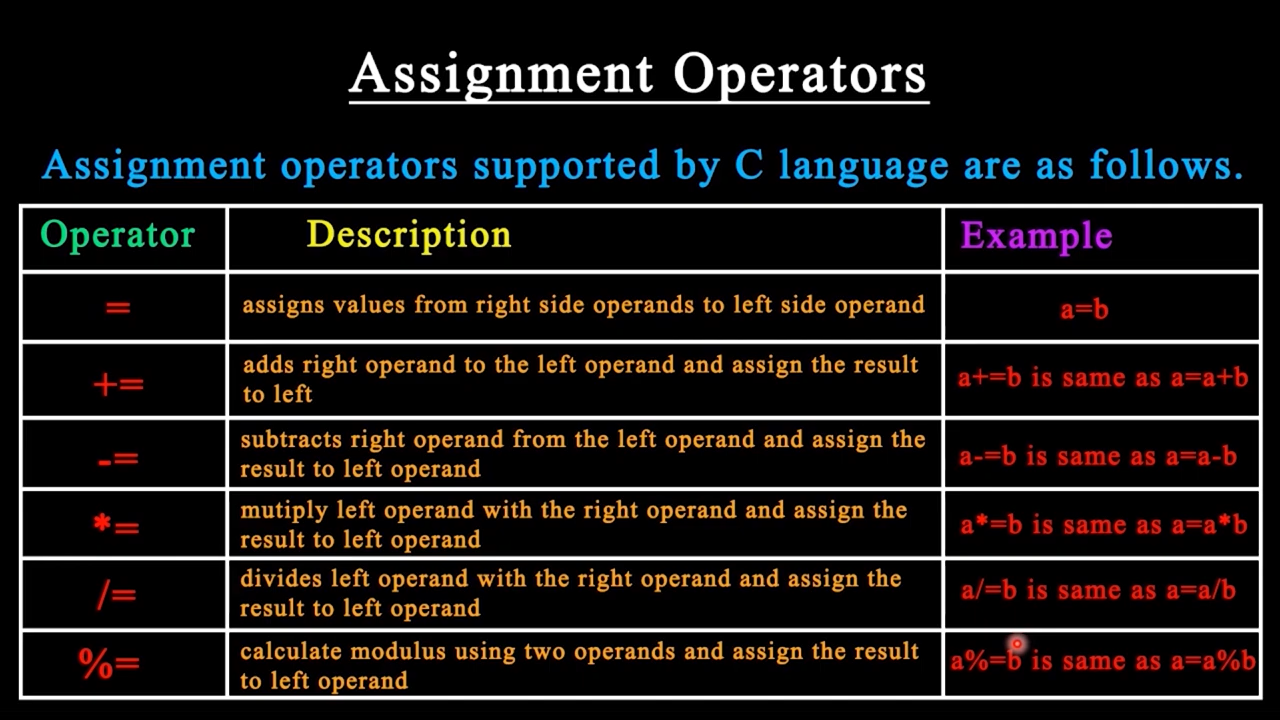 Assignment Operators
Assignment operators supported by C language are as follows.
Operator Description Example
= assigns values from right side operands to left side operand a=b
+= adds right operand to the left operand and assign the result
to left
a+=b is same as a=a+b
-= subtracts right operand from the left operand and assign the
result to left operand
a-=b is same as a=a-b
*= mutiply left operand with the right operand and assign the
result to left operand
a*=b is same as a=a*b
/= divides left operand with the right operand and assign the
result to left operand
a/=b is same as a=a/b
%= calculate modulus using two operands and assign the result
to left operand
a%=b is same as a=a%b